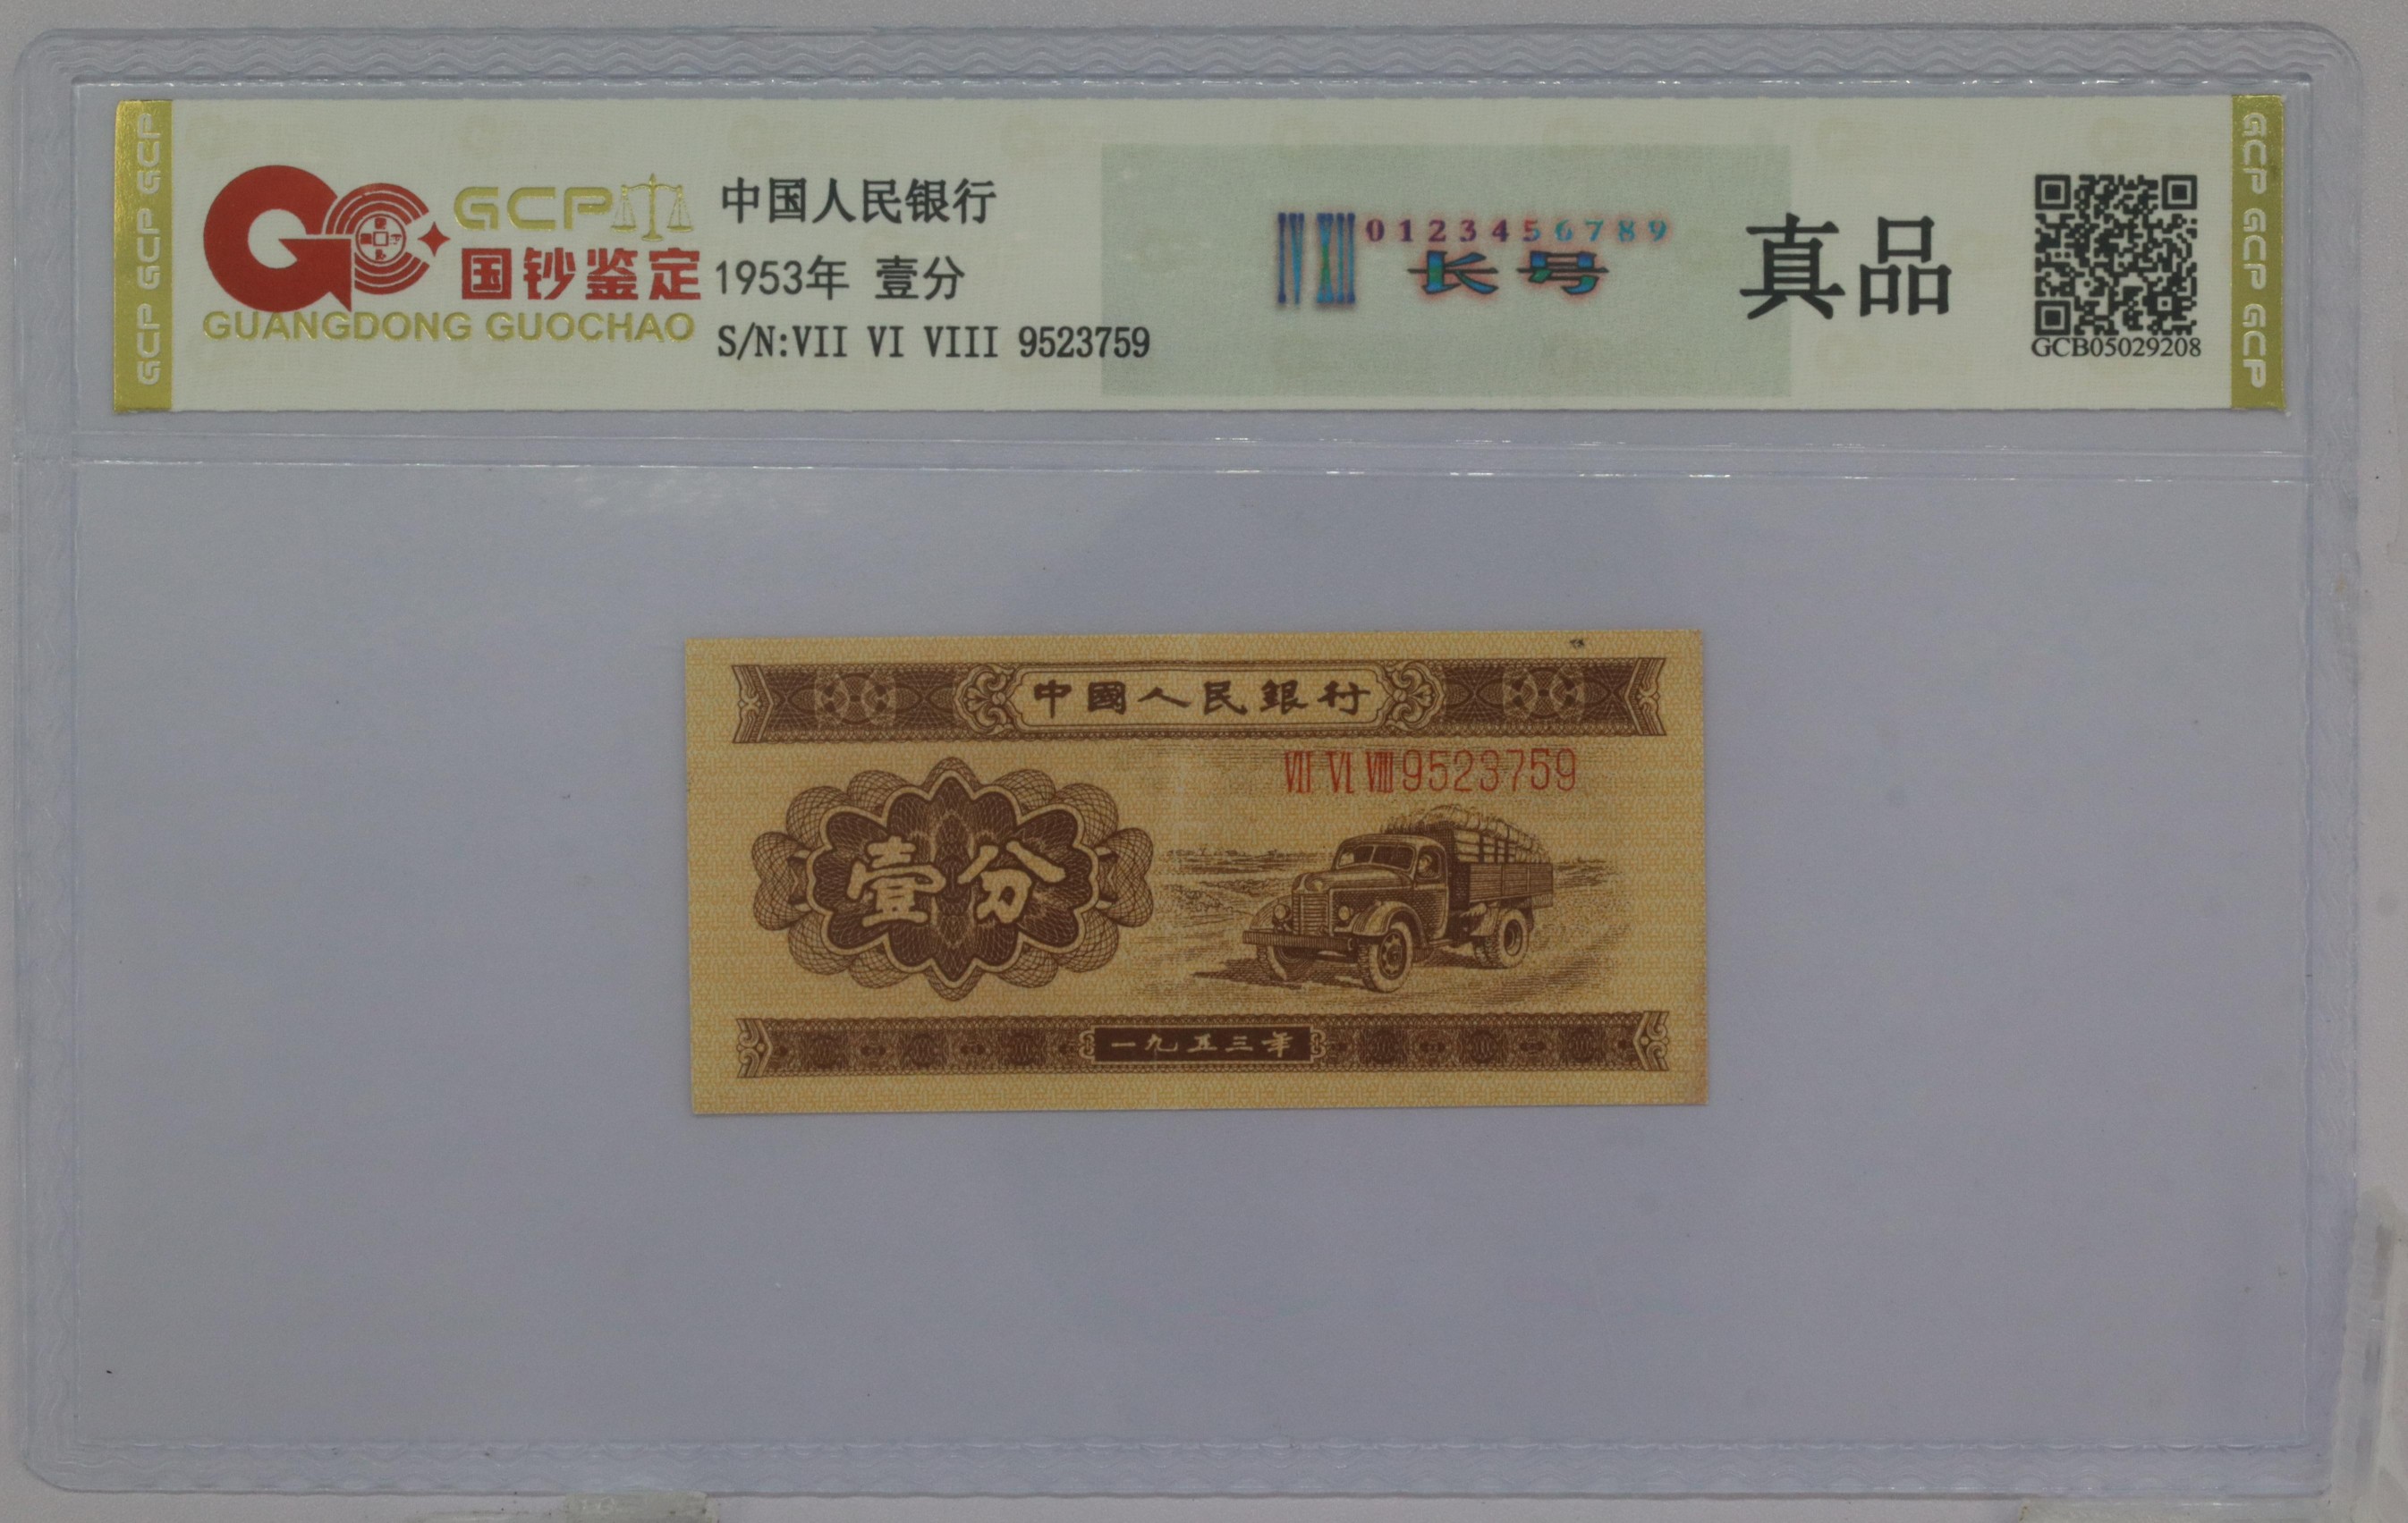 GCP GCP GCP
GCP
国钞鉴定
GUANGDONG GUOCHAO
中国人民银行
1953年 壹分
S/N:VII VI VIII 9523759
0123456789
长号
真品
GCB05029208
GCP GCP GCP
中國人民銀行
VII VI VIII 9523759
壹分
一九五三年